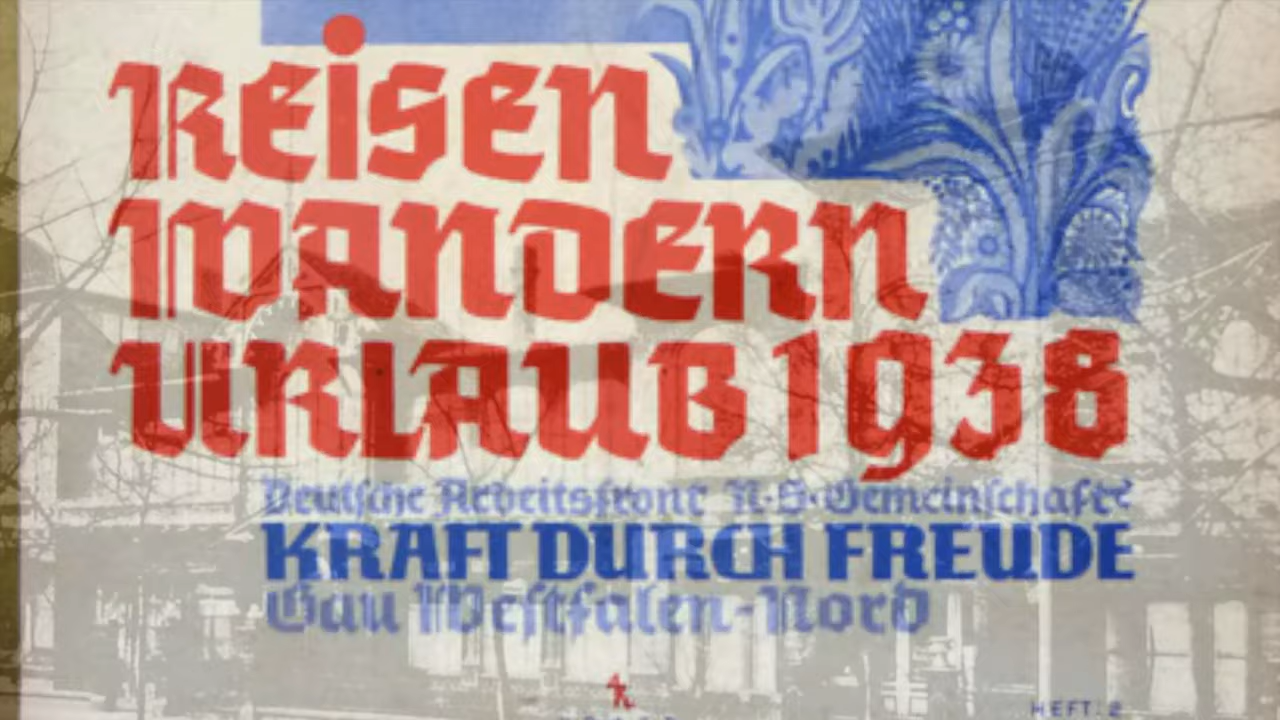 REISEN
WANDERN
URLAUB 1938
Deutsche Arbeitsfront N·S·Gemeinschaft
KRAFT DURCH FREUDE
Gau Westfalen-Nord
HEFT: 2